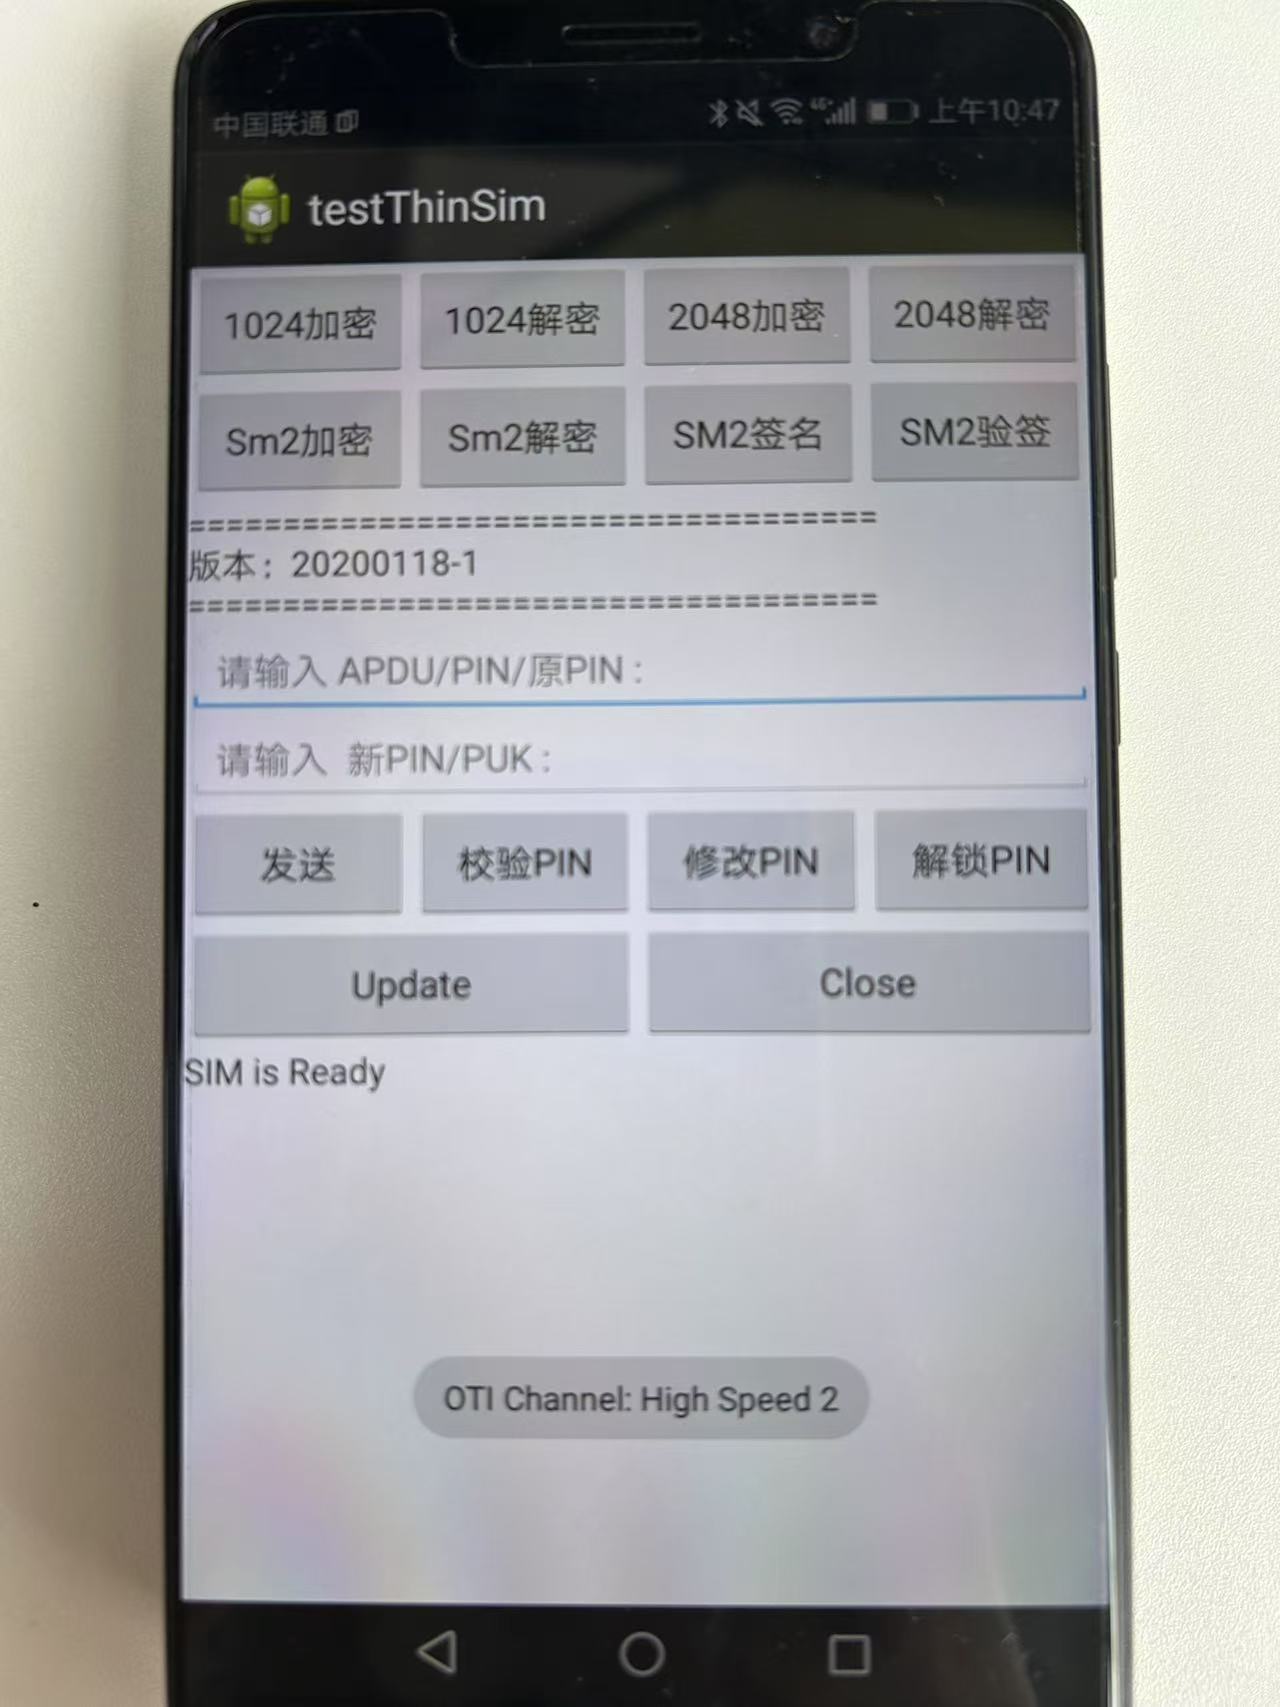 中国联通 4G 上午10:47
testThinSim
1024加密 1024解密 2048加密 2048解密
Sm2加密 Sm2解密 SM2签名 SM2验签
===================================
版本：20200118-1
===================================
请输入 APDU/PIN/原PIN :
请输入 新PIN/PUK :
发送 校验PIN 修改PIN 解锁PIN
Update Close
SIM is Ready
OTI Channel: High Speed 2